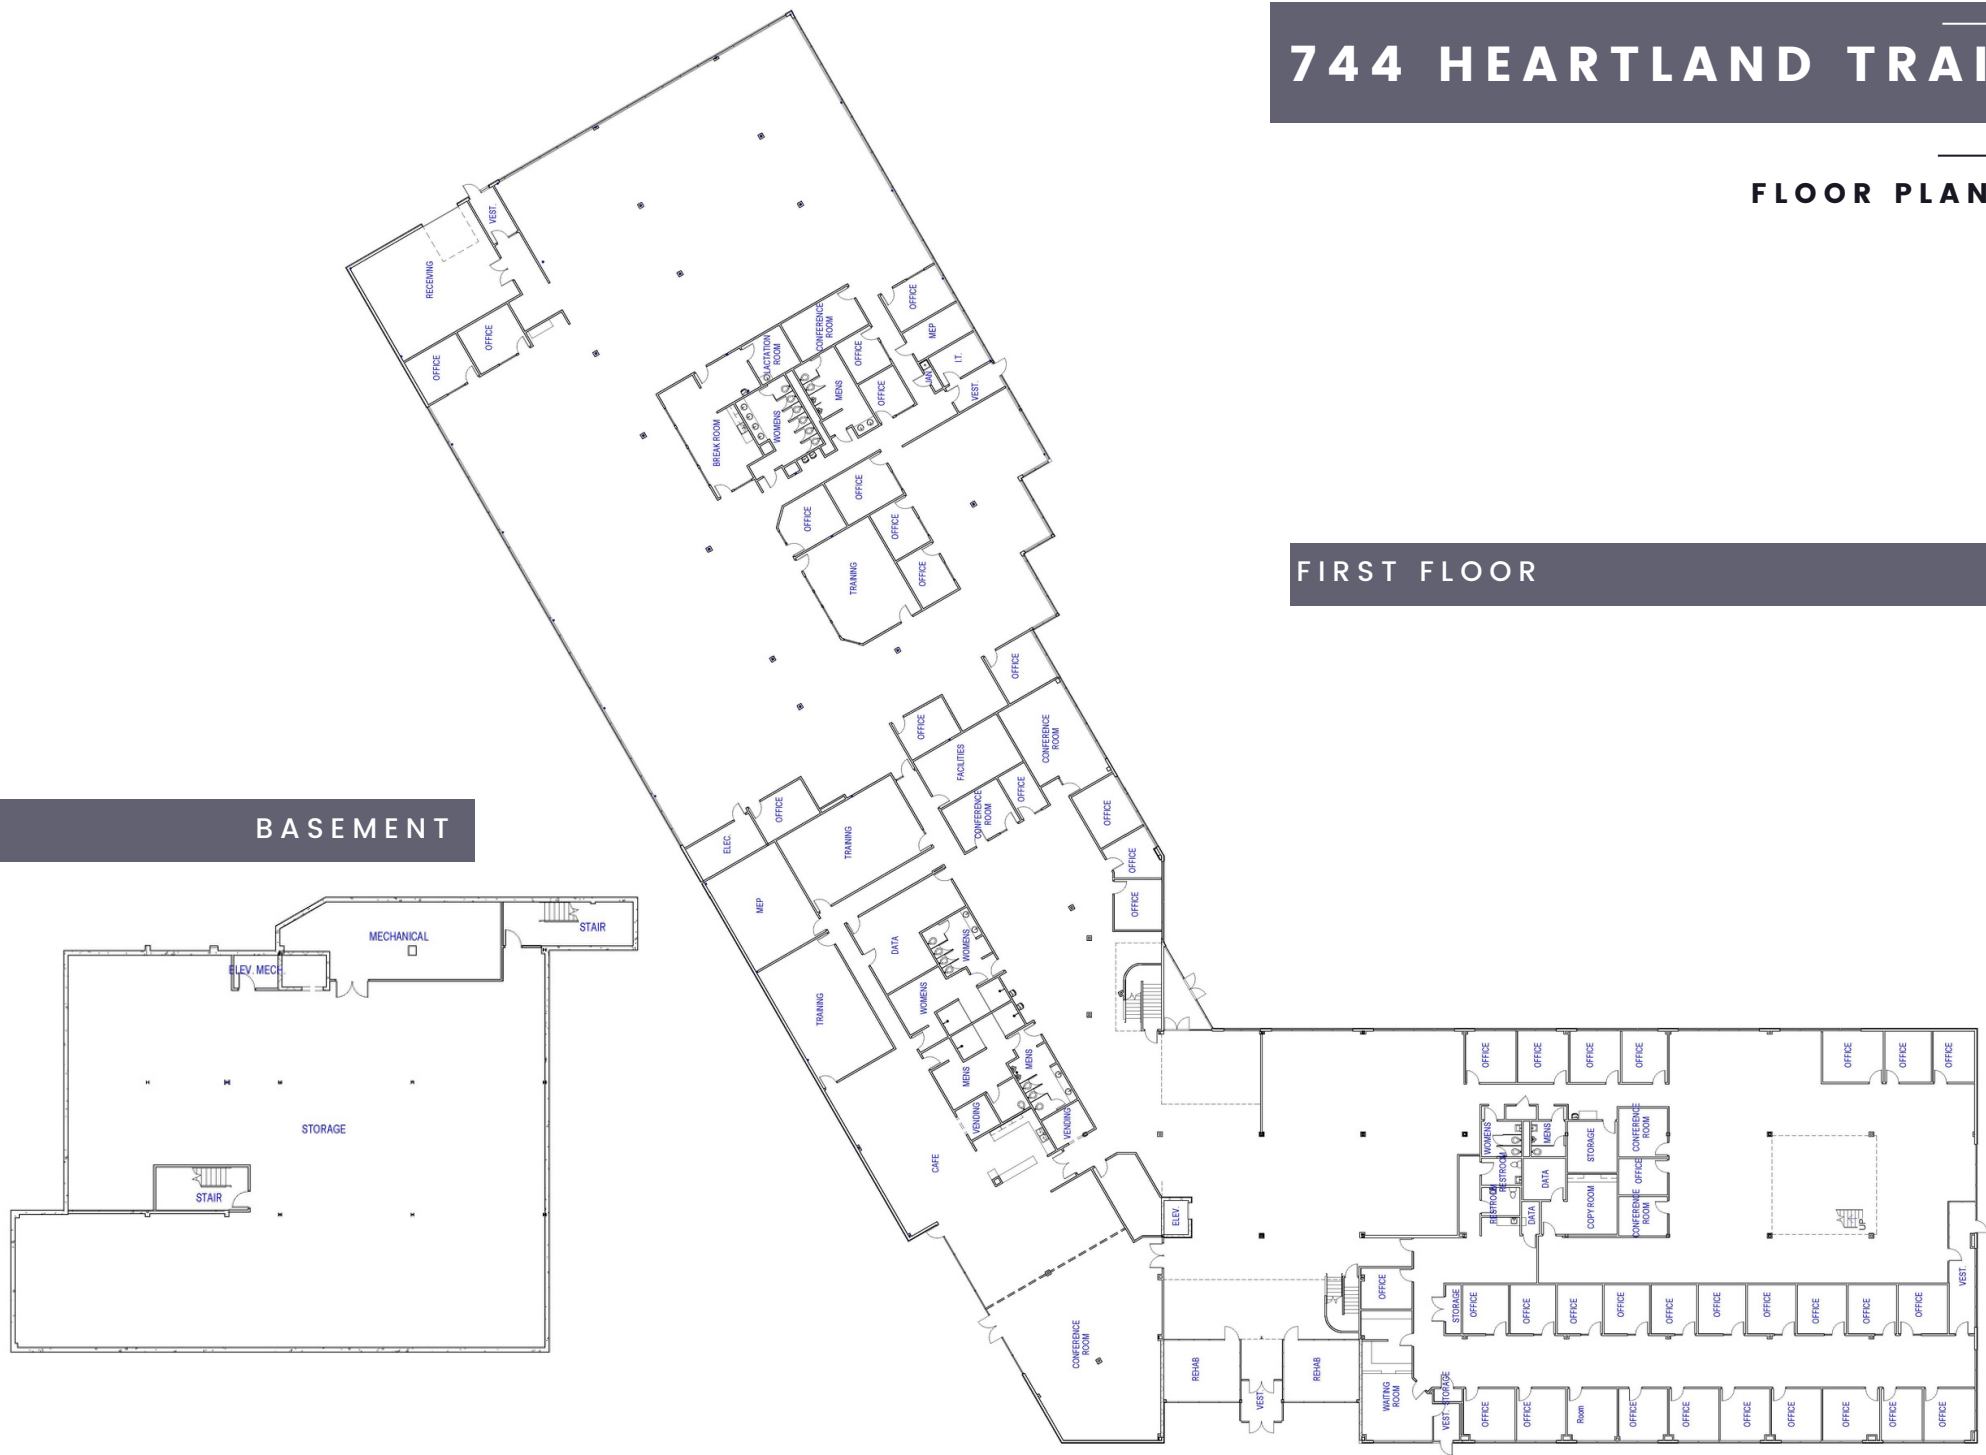 744 HEARTLAND TRAI
FLOOR PLAN
FIRST FLOOR
VEST.
RECEIVING
OFFICE
OFFICE
OFFICE
CONFERENCE
ROOM
LACTATION
ROOM
OFFICE
MEP
I.T.
JAN
VEST.
OFFICE
MENS
OFFICE
WOMENS
BREAK ROOM
OFFICE
OFFICE
OFFICE
TRAINING
OFFICE
OFFICE
OFFICE
CONFERENCE
ROOM
FACILITIES
OFFICE
CONFERENCE
ROOM
OFFICE
OFFICE
ELEC.
TRAINING
OFFICE
OFFICE
MEP
DATA
WOMENS
WOMENS
TRAINING
MENS
MENS
VENDING
VENDING
CAFE
ELEV.
CONFERENCE
ROOM
REHAB
VEST
REHAB
OFFICE
WAITING
ROOM
OFFICE
OFFICE
OFFICE
OFFICE
OFFICE
OFFICE
OFFICE
WOMENS
MENS
STORAGE
CONFERENCE
ROOM
RESTROOM
DATA
OFFICE
RESTROOM
DATA
COPY ROOM
CONFERENCE
ROOM
UP
VEST.
STORAGE
OFFICE
OFFICE
OFFICE
OFFICE
OFFICE
OFFICE
OFFICE
OFFICE
OFFICE
OFFICE
STORAGE
VEST.
OFFICE
OFFICE
Room
OFFICE
OFFICE
OFFICE
OFFICE
OFFICE
OFFICE
OFFICE
BASEMENT
MECHANICAL
STAIR
ELEV. MECH.
STORAGE
STAIR